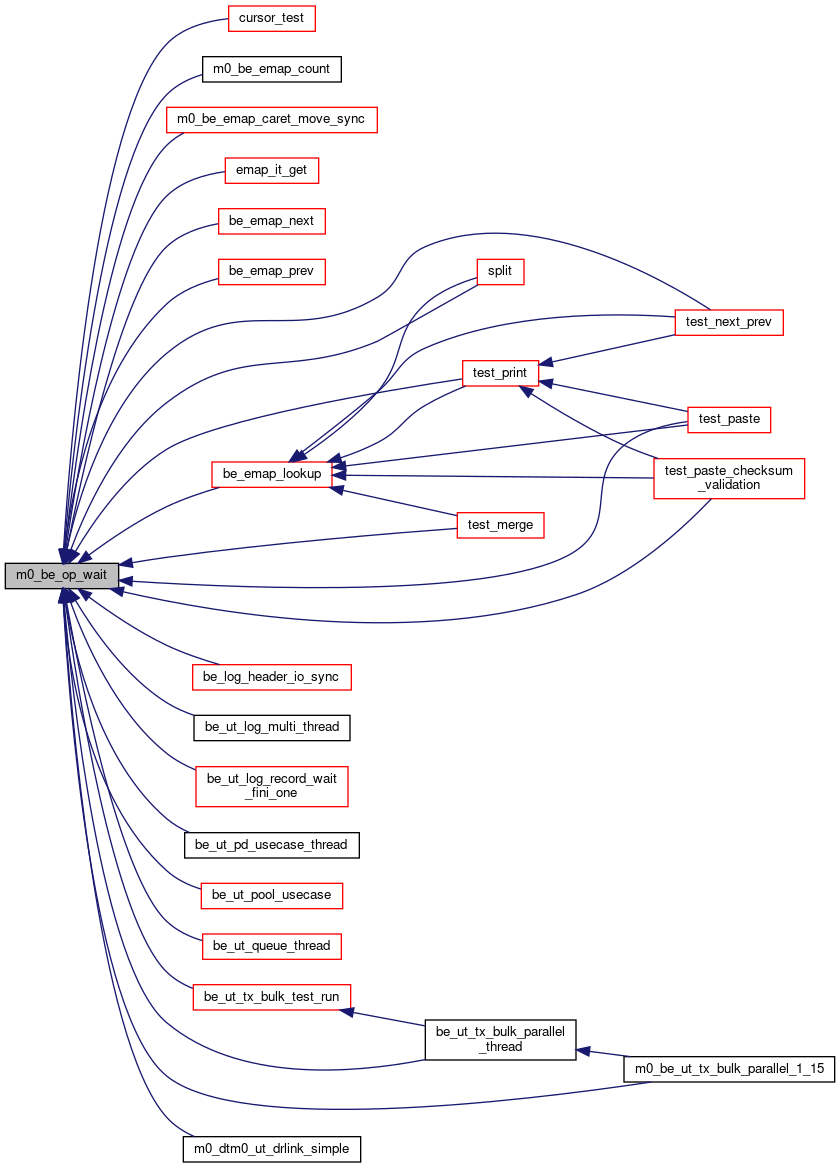 cursor_test
m0_be_emap_count
m0_be_emap_caret_move_sync
emap_it_get
be_emap_next
be_emap_prev
split
test_next_prev
test_print
test_paste
be_emap_lookup
test_paste_checksum
_validation
test_merge
m0_be_op_wait
be_log_header_io_sync
be_ut_log_multi_thread
be_ut_log_record_wait
_fini_one
be_ut_pd_usecase_thread
be_ut_pool_usecase
be_ut_queue_thread
be_ut_tx_bulk_test_run
be_ut_tx_bulk_parallel
_thread
m0_be_ut_tx_bulk_parallel_1_15
m0_dtm0_ut_drlink_simple